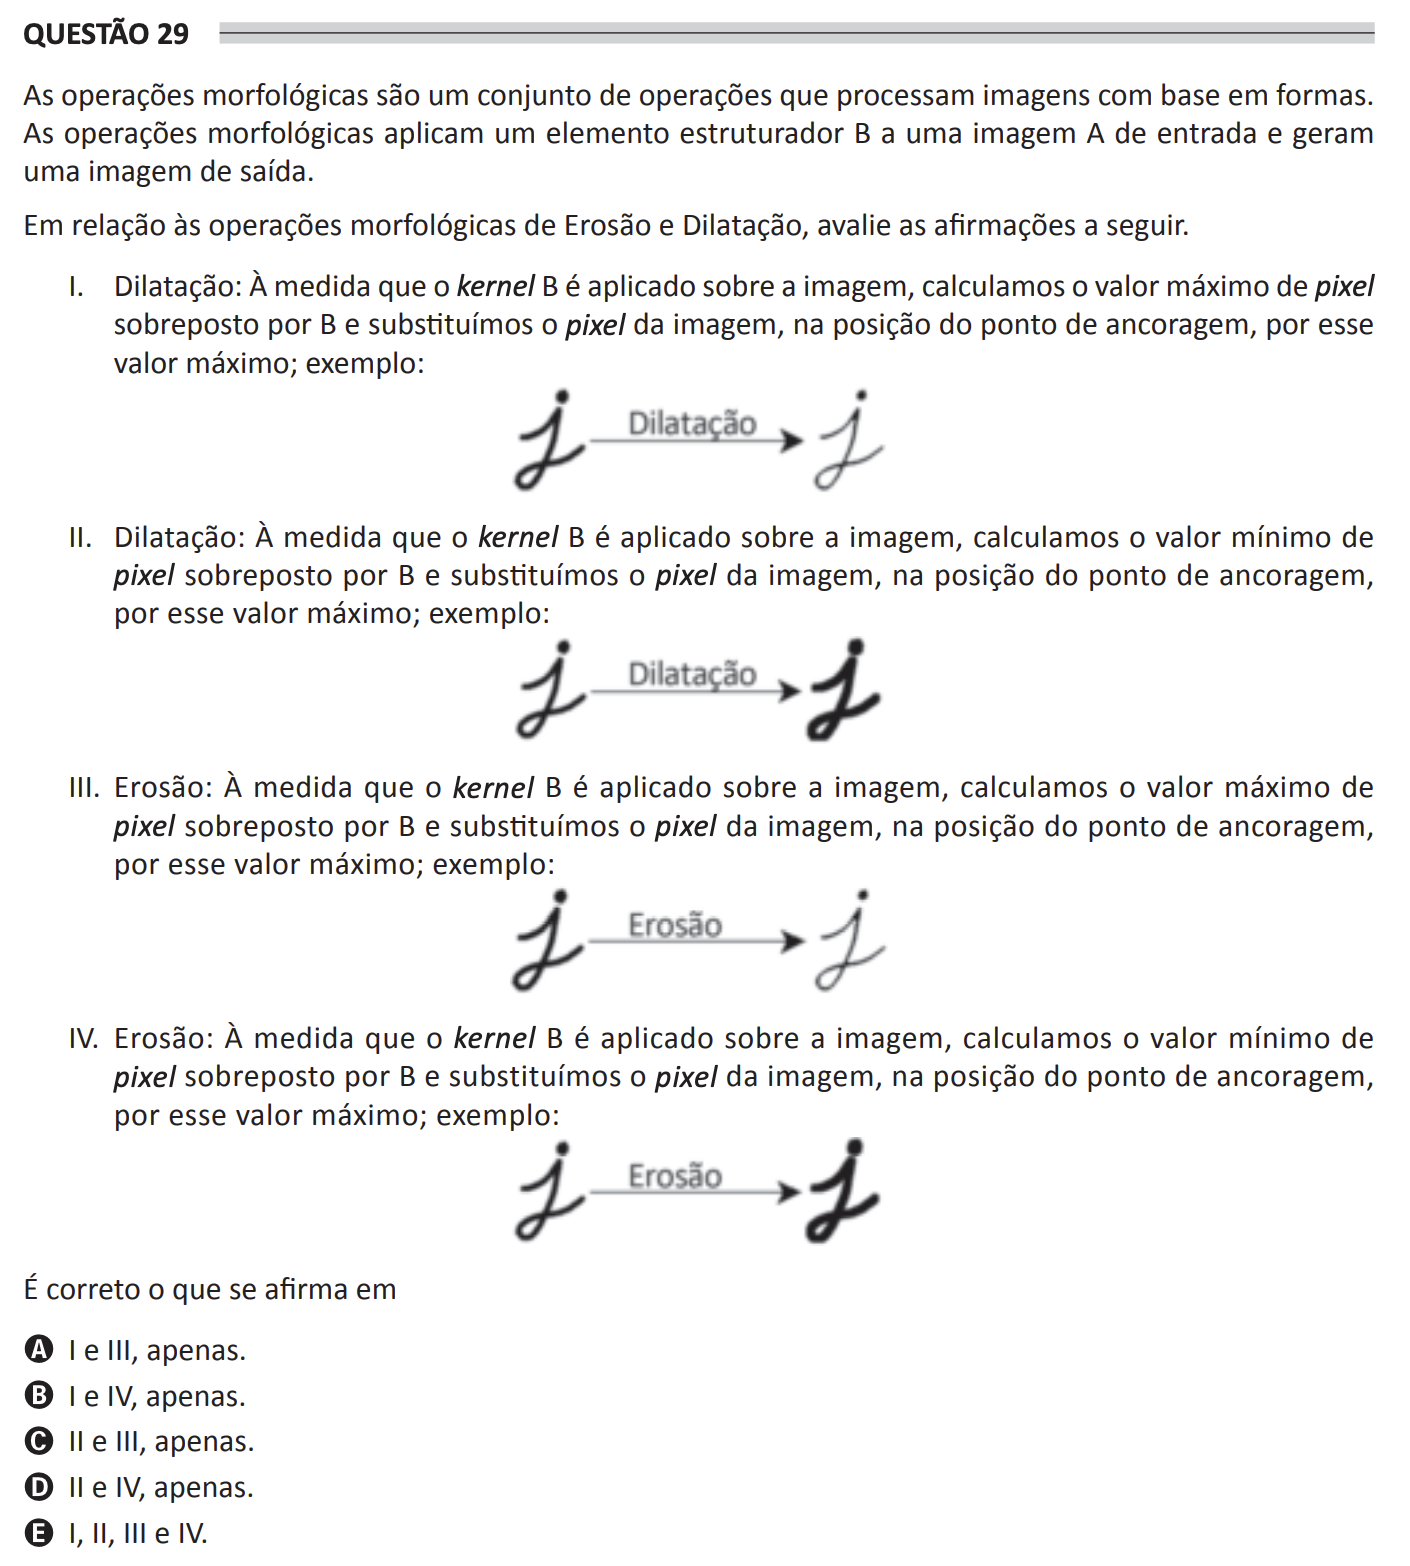 QUESTÃO 29
As operações morfológicas são um conjunto de operações que processam imagens com base em formas.
As operações morfológicas aplicam um elemento estruturador B a uma imagem A de entrada e geram
uma imagem de saída.
Em relação às operações morfológicas de Erosão e Dilatação, avalie as afirmações a seguir.
I. Dilatação: À medida que o kernel B é aplicado sobre a imagem, calculamos o valor máximo de pixel
sobreposto por B e substituímos o pixel da imagem, na posição do ponto de ancoragem, por esse
valor máximo; exemplo:
j Dilatação j
II. Dilatação: À medida que o kernel B é aplicado sobre a imagem, calculamos o valor mínimo de
pixel sobreposto por B e substituímos o pixel da imagem, na posição do ponto de ancoragem,
por esse valor máximo; exemplo:
j Dilatação j
III. Erosão: À medida que o kernel B é aplicado sobre a imagem, calculamos o valor máximo de
pixel sobreposto por B e substituímos o pixel da imagem, na posição do ponto de ancoragem,
por esse valor máximo; exemplo:
j Erosão j
IV. Erosão: À medida que o kernel B é aplicado sobre a imagem, calculamos o valor mínimo de
pixel sobreposto por B e substituímos o pixel da imagem, na posição do ponto de ancoragem,
por esse valor máximo; exemplo:
j Erosão j
É correto o que se afirma em
A I e III, apenas.
B I e IV, apenas.
C II e III, apenas.
D II e IV, apenas.
E I, II, III e IV.